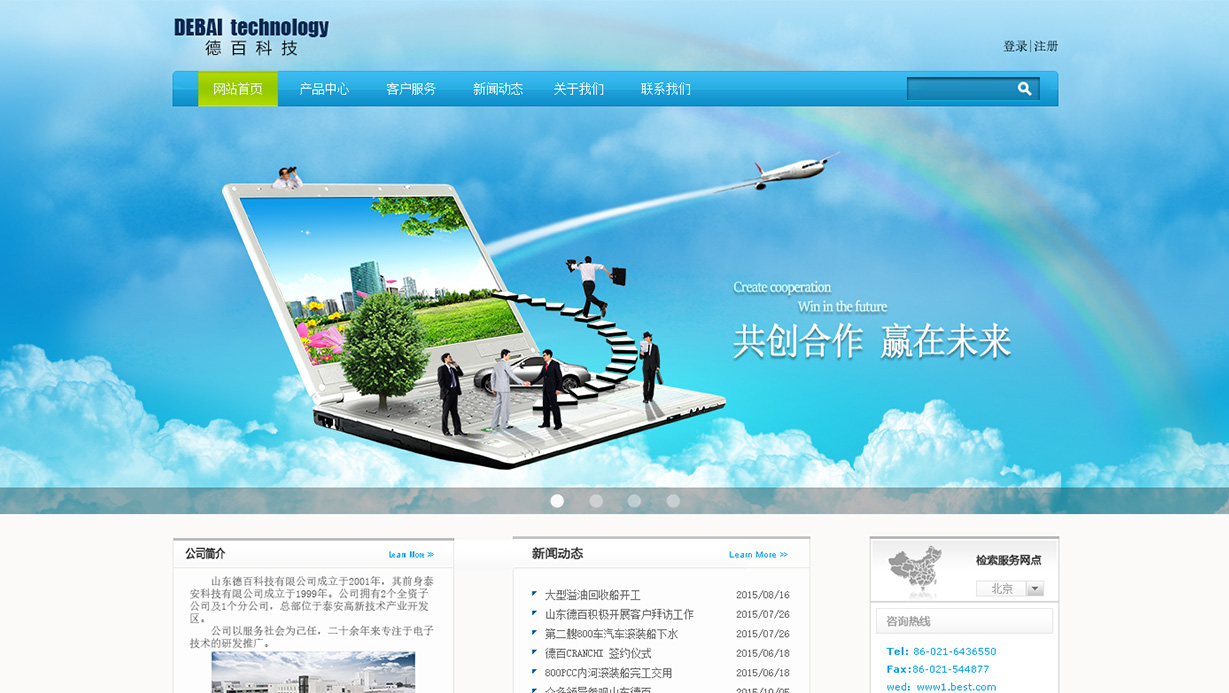 DEBAI technology
德百科技
登录|注册
网站首页 产品中心 客户服务 新闻动态 关于我们 联系我们
Create cooperation
Win in the future
共创合作 赢在未来
公司简介 Learn More >>
山东德百科技有限公司成立于2001年，其前身泰
安科技有限公司成立于1999年。公司拥有2个全资子
公司及1个分公司，总部位于泰安高新技术产业开发
区。
公司以服务社会为己任，二十余年来专注于电子
技术的研发推广。
新闻动态 Learn More >>
大型溢油回收船开工 2015/08/16
山东德百积极开展客户拜访工作 2015/07/26
第二艘800车汽车滚装船下水 2015/07/26
德百CRANCHI 签约仪式 2015/06/18
800PCC内河滚装船完工交用 2015/06/18
2015/10/05
检索服务网点
北京
咨询热线
Tel: 86-021-6436550
Fax:86-021-544877
wed: www1.best.com